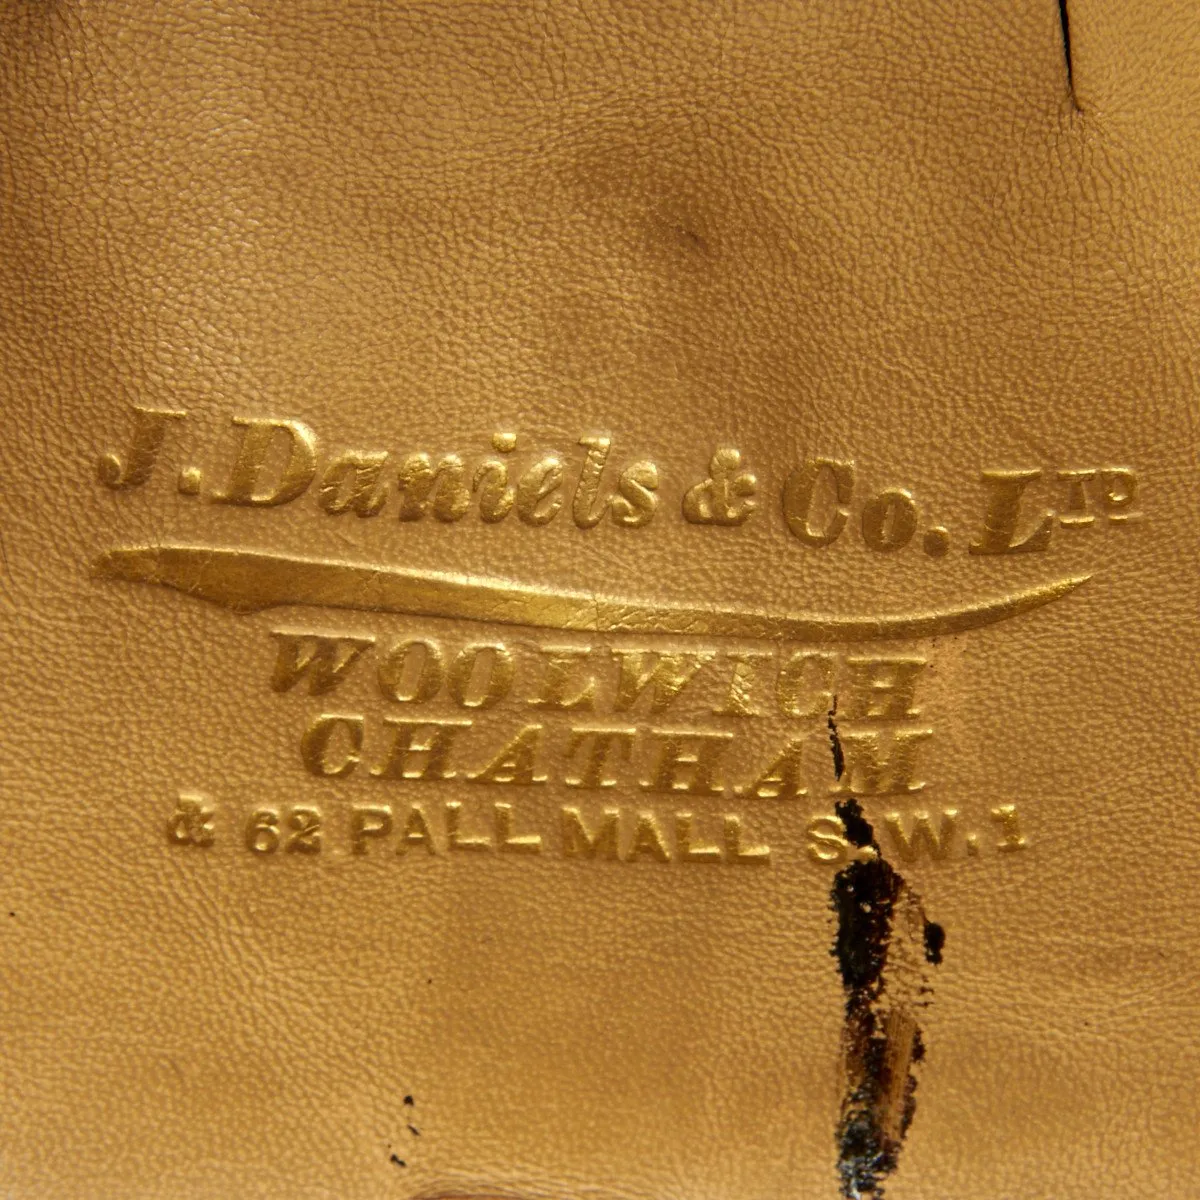 J. Daniels & Co. LTD
WOOLWICH
CHATHAM
& 62 PALL MALL S.W.1